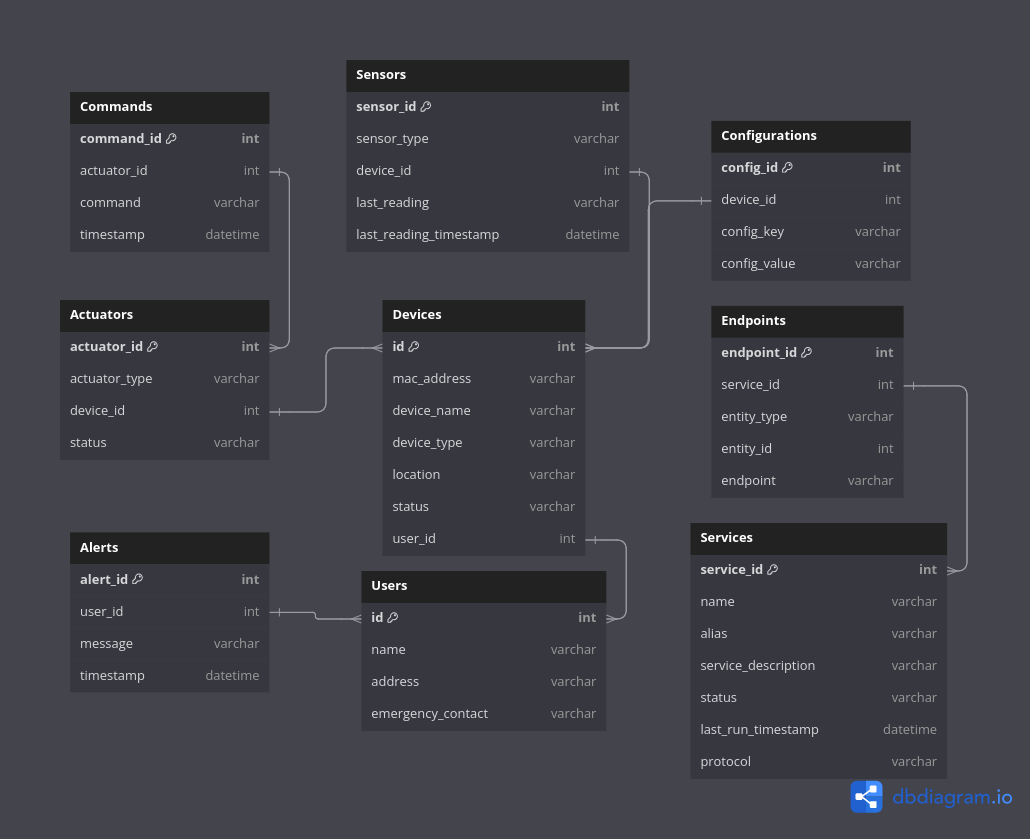 Commands
command_id int
actuator_id int
command varchar
timestamp datetime
Sensors
sensor_id int
sensor_type varchar
device_id int
last_reading varchar
last_reading_timestamp datetime
Configurations
config_id int
device_id int
config_key varchar
config_value varchar
Actuators
actuator_id int
actuator_type varchar
device_id int
status varchar
Devices
id int
mac_address varchar
device_name varchar
device_type varchar
location varchar
status varchar
user_id int
Endpoints
endpoint_id int
service_id int
entity_type varchar
entity_id int
endpoint varchar
Alerts
alert_id int
user_id int
message varchar
timestamp datetime
Users
id int
name varchar
address varchar
emergency_contact varchar
Services
service_id int
name varchar
alias varchar
service_description varchar
status varchar
last_run_timestamp datetime
protocol varchar
dbdiagram.io